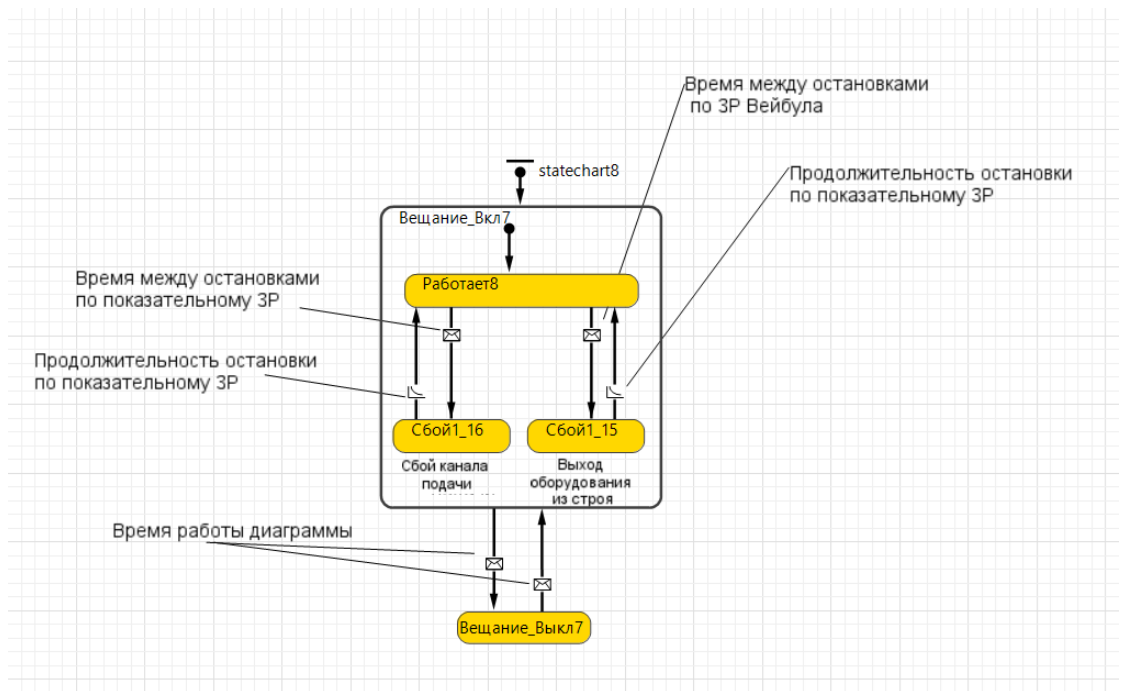 Время между остановками
по ЗР Вейбула
statechart8
Продолжительность остановки
по показательному ЗР
Вещание_Вкл7
Время между остановками
по показательному ЗР
Работает8
Продолжительность остановки
по показательному ЗР
Сбой1_16
Сбой1_15
Сбой канала
подачи
Выход
оборудования
из строя
Время работы диаграммы
Вещание_Выкл7